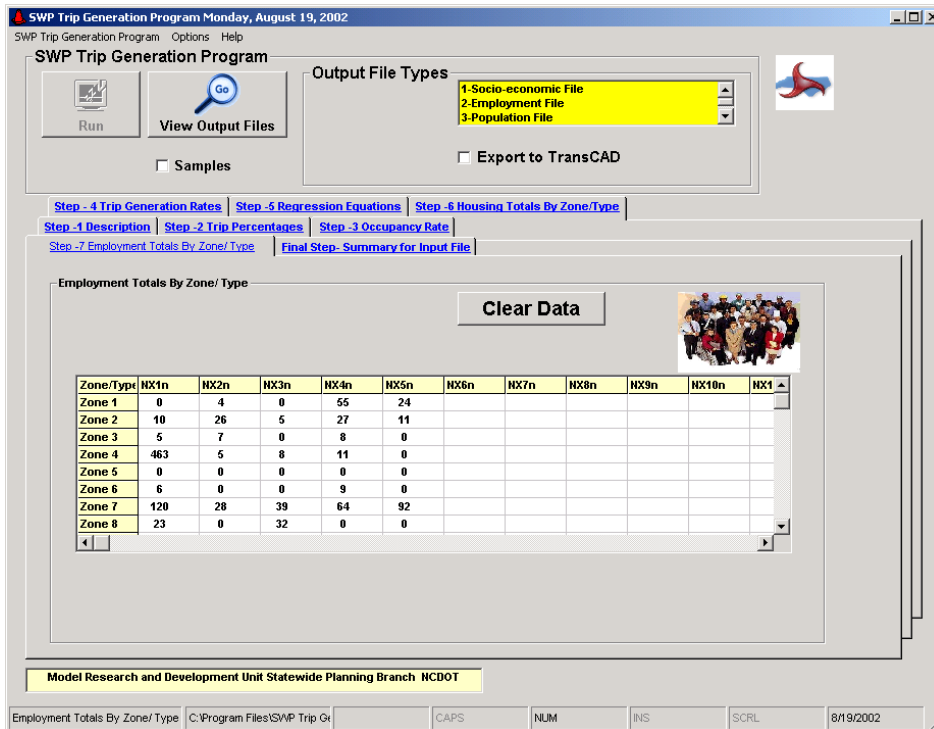 SWP Trip Generation Program Monday, August 19, 2002
SWP Trip Generation Program Options Help
SWP Trip Generation Program
Run
Go
View Output Files
Samples
Output File Types
1-Socio-economic File
2-Employment File
3-Population File
Export to TransCAD
Step - 4 Trip Generation Rates Step -5 Regression Equations Step -6 Housing Totals By Zone/Type
Step -1 Description Step -2 Trip Percentages Step -3 Occupancy Rate
Step -7 Employment Totals By Zone/ Type Final Step- Summary for Input File
Employment Totals By Zone/ Type
Clear Data
Zone/Type NX1n NX2n NX3n NX4n NX5n NX6n NX7n NX8n NX9n NX10n NX1
Zone 1 0 4 0 55 24
Zone 2 10 26 5 27 11
Zone 3 5 7 0 8 0
Zone 4 463 5 8 11 0
Zone 5 0 0 0 0 0
Zone 6 6 0 0 9 0
Zone 7 120 28 39 64 92
Zone 8 23 0 32 0 0
Model Research and Development Unit Statewide Planning Branch NCDOT
Employment Totals By Zone/ Type C:\Program Files\SWP Trip Ge CAPS NUM INS SCRL 8/19/2002